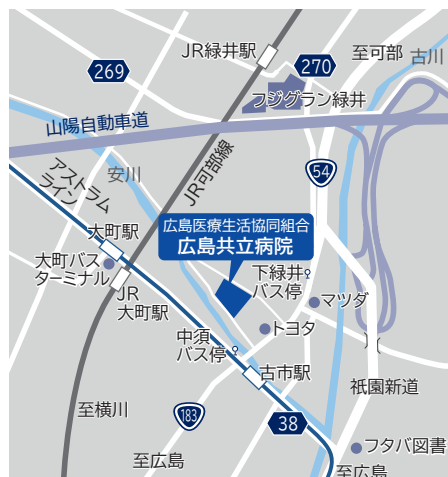 JR緑井駅
270
至可部
古川
269
フジグラン緑井
山陽自動車道
アストラム
ライン
安川
JR可部線
54
広島医療生活協同組合
広島共立病院
大町駅
大町バス
ターミナル
下緑井
バス停
JR
大町駅
マツダ
トヨタ
中須
バス停
古市駅
祇園新道
至横川
183
38
至広島
フタバ図書
至広島